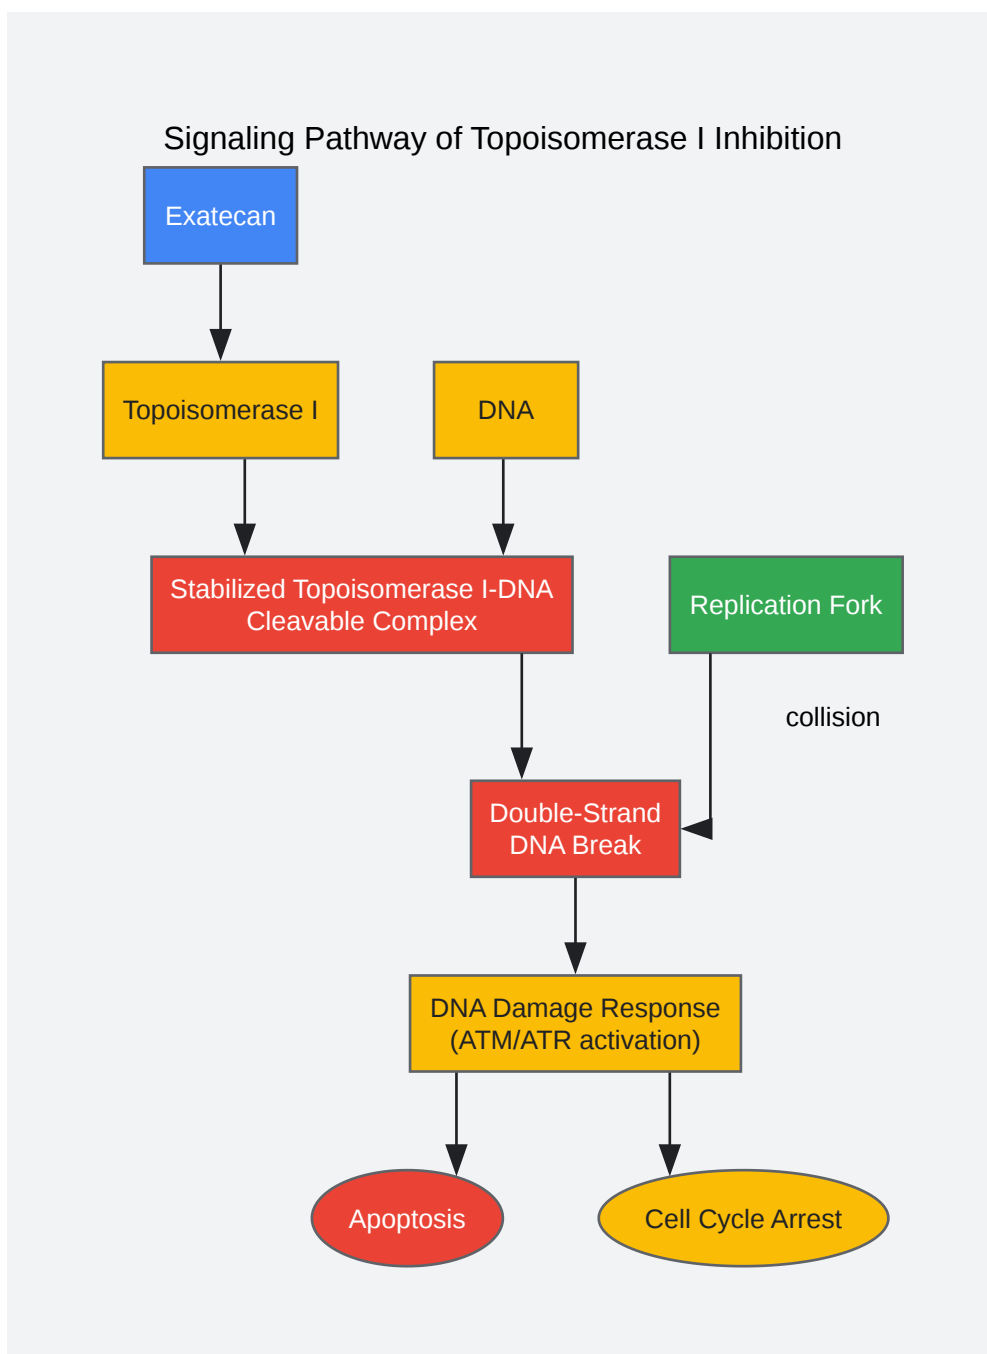 Signaling Pathway of Topoisomerase I Inhibition
Exatecan
Topoisomerase I
DNA
Stabilized Topoisomerase I-DNA
Cleavable Complex
Replication Fork
collision
Double-Strand
DNA Break
DNA Damage Response
(ATM/ATR activation)
Apoptosis
Cell Cycle Arrest